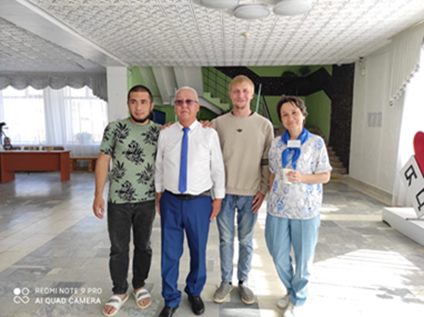 Я
REDMI NOTE 9 PRO
AI QUAD CAMERA